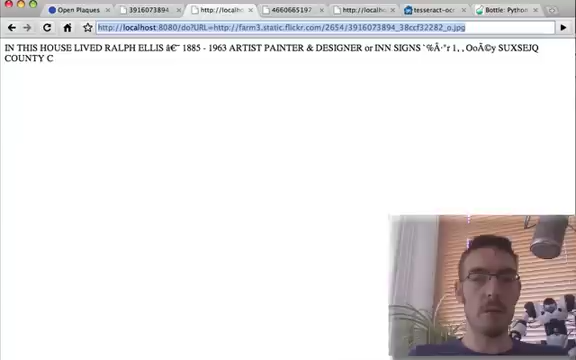 Open Plaques
3916073894
http://localho
4660665197
http://localho
tesseract-ocr
Bottle: Python
http://localhost:8080/do?URL=http://farm3.static.flickr.com/2654/3916073894_38ccf32282_o.jpg
IN THIS HOUSE LIVED RALPH ELLIS â€" 1885 - 1963 ARTIST PAINTER & DESIGNER or INN SIGNS `%Â·°r 1, , OoÃ©y SUXSEJQ
COUNTY C